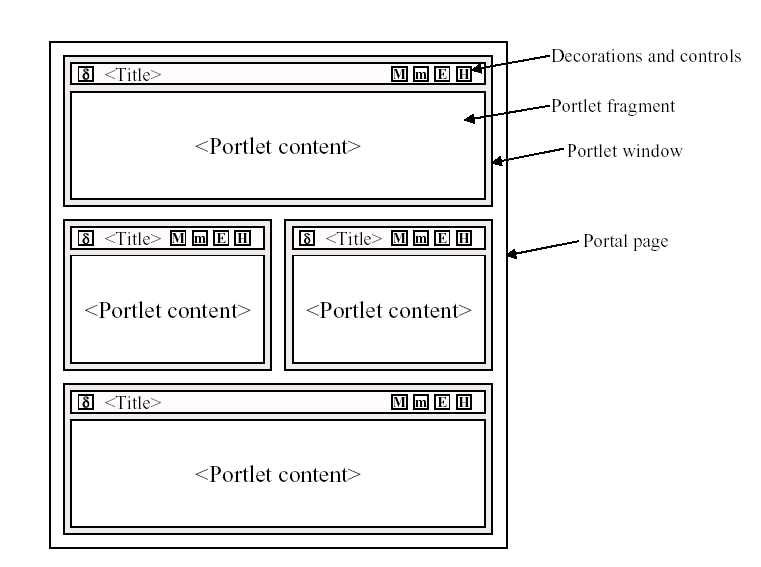 δ <Title> M m E H
Decorations and controls
<Portlet content>
Portlet fragment
Portlet window
δ <Title> M m E H
<Portlet content>
δ <Title> M m E H
<Portlet content>
Portal page
δ <Title> M m E H
<Portlet content>